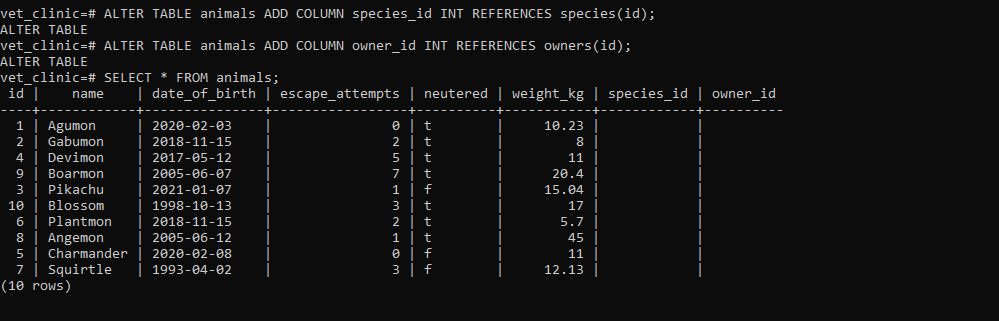 vet_clinic=# ALTER TABLE animals ADD COLUMN species_id INT REFERENCES species(id);
ALTER TABLE
vet_clinic=# ALTER TABLE animals ADD COLUMN owner_id INT REFERENCES owners(id);
ALTER TABLE
vet_clinic=# SELECT * FROM animals;
 id |    name    | date_of_birth | escape_attempts | neutered | weight_kg | species_id | owner_id
----+------------+---------------+-----------------+----------+-----------+------------+----------
  1 | Agumon     | 2020-02-03    |               0 | t        |     10.23 |            |
  2 | Gabumon    | 2018-11-15    |               2 | t        |         8 |            |
  4 | Devimon    | 2017-05-12    |               5 | t        |        11 |            |
  9 | Boarmon    | 2005-06-07    |               7 | t        |      20.4 |            |
  3 | Pikachu    | 2021-01-07    |               1 | f        |     15.04 |            |
 10 | Blossom    | 1998-10-13    |               3 | t        |        17 |            |
  6 | Plantmon   | 2018-11-15    |               2 | t        |       5.7 |            |
  8 | Angemon    | 2005-06-12    |               1 | t        |        45 |            |
  5 | Charmander | 2020-02-08    |               0 | f        |        11 |            |
  7 | Squirtle   | 1993-04-02    |               3 | f        |     12.13 |            |
(10 rows)